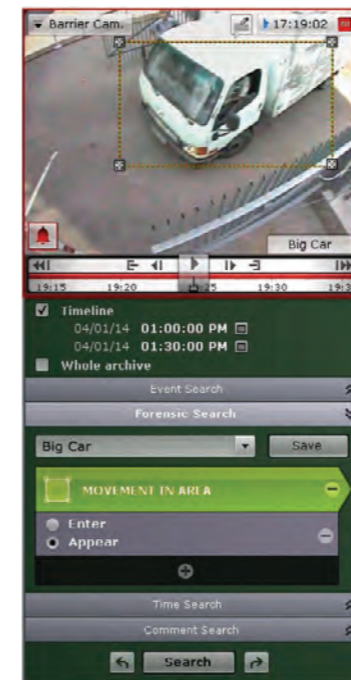 Barrier Cam. 17:19:02
Big Car
19:15 19:20 19:30
Timeline
04/01/14 01:00:00 PM
04/01/14 01:30:00 PM
Whole archive
Event Search
Forensic Search
Big Car Save
MOVEMENT IN AREA
Enter
Appear
Time Search
Comment Search
Search